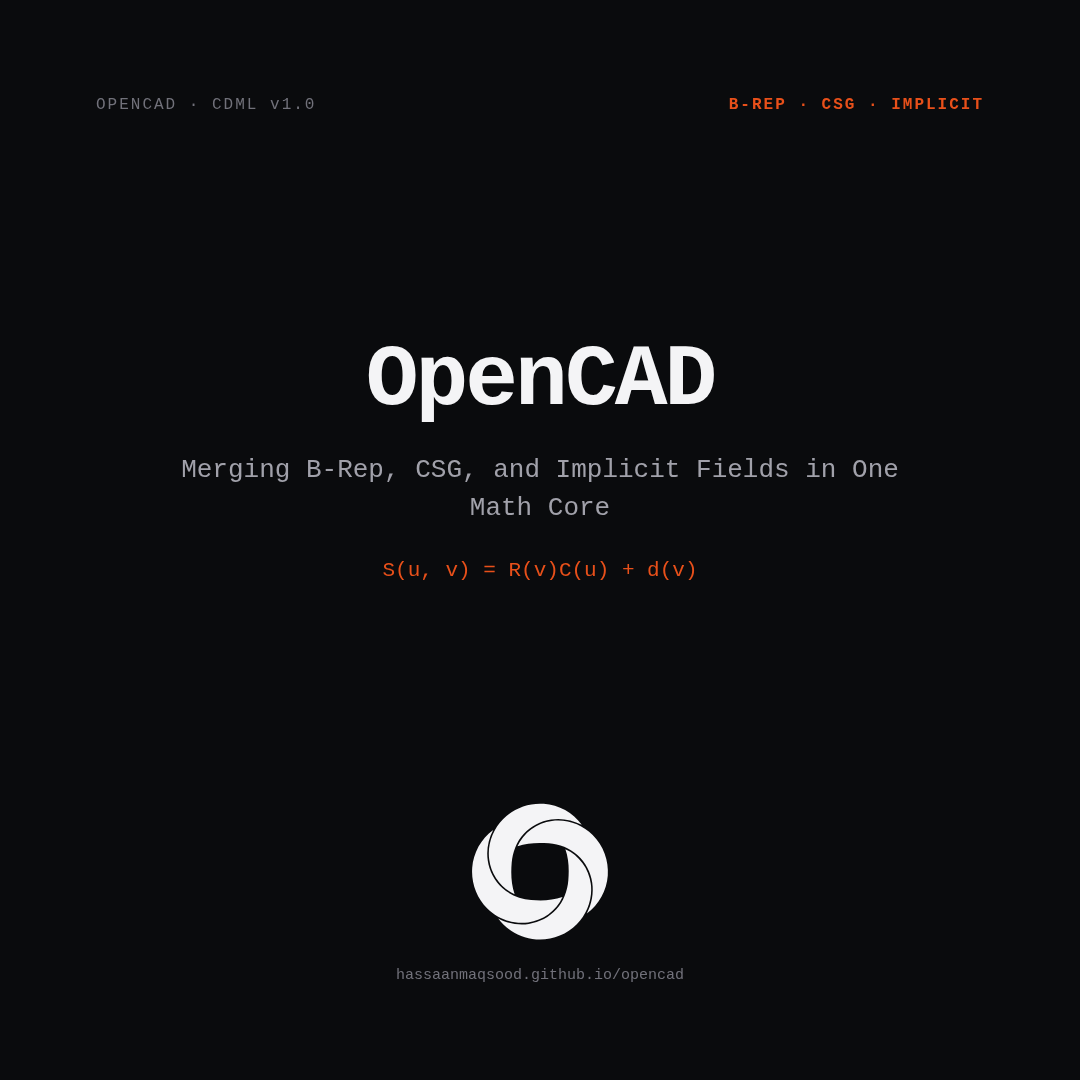 OPENCAD · CDML v1.0
B-REP · CSG · IMPLICIT
OpenCAD
Merging B-Rep, CSG, and Implicit Fields in One
Math Core
S(u, v) = R(v)C(u) + d(v)
hassaanmaqsood.github.io/opencad